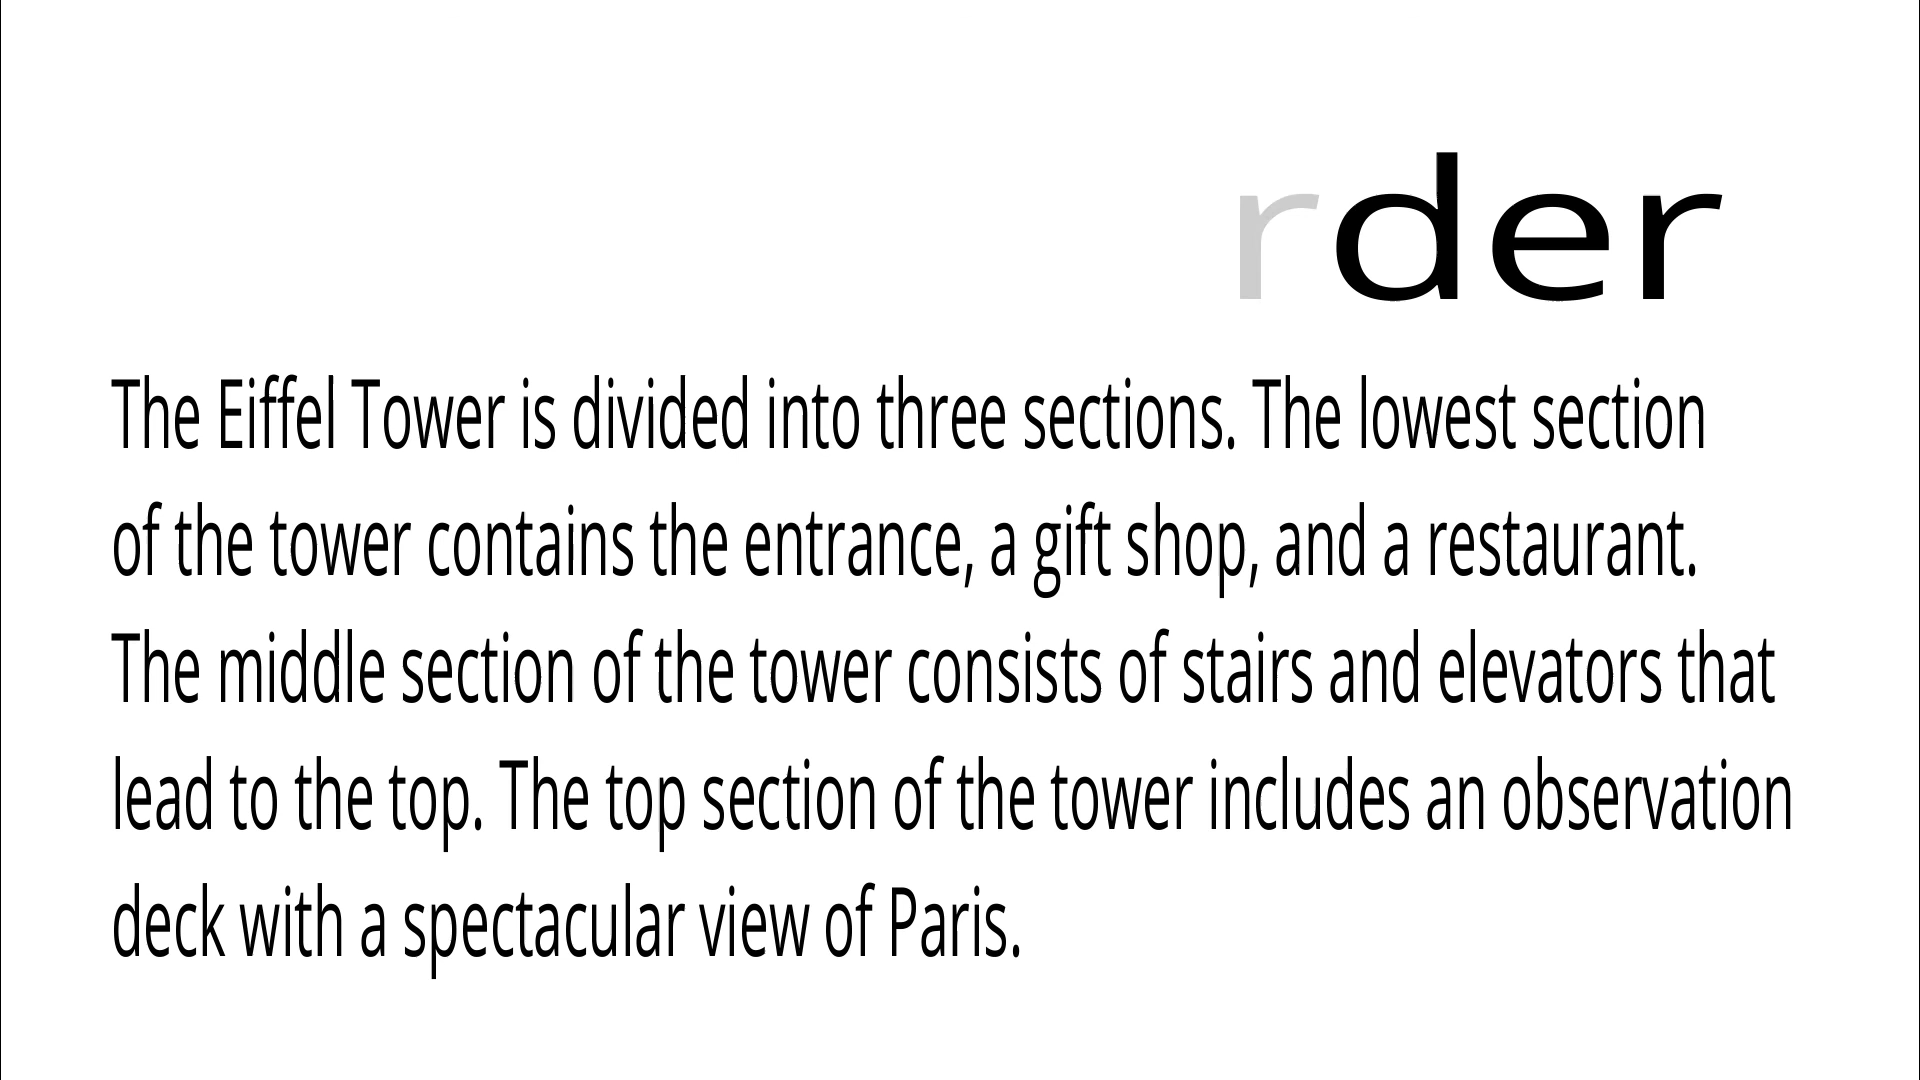 rder
The Eiffel Tower is divided into three sections. The lowest section
of the tower contains the entrance, a gift shop, and a restaurant.
The middle section of the tower consists of stairs and elevators that
lead to the top. The top section of the tower includes an observation
deck with a spectacular view of Paris.